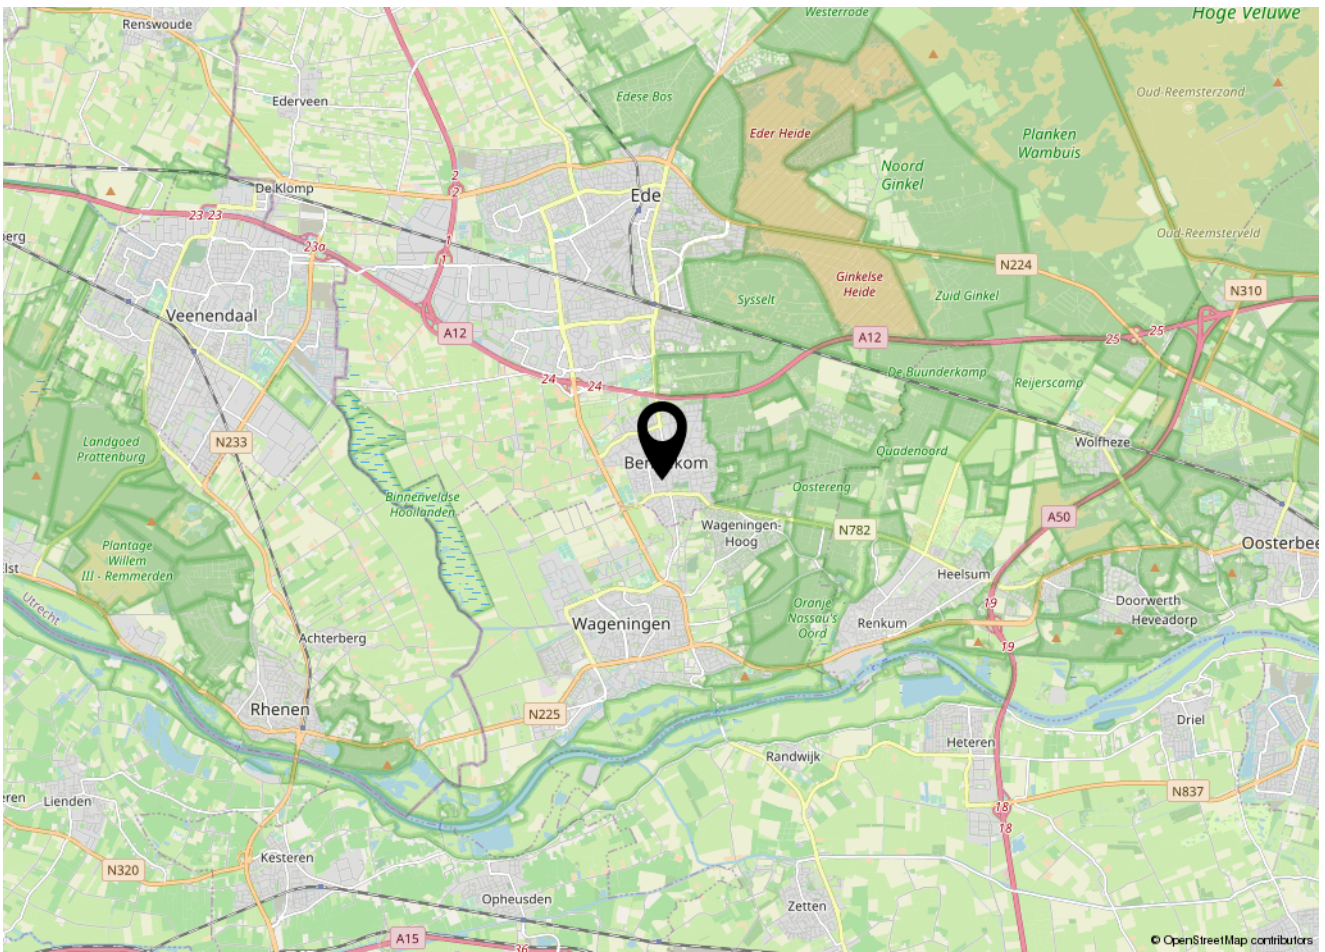 Renswoude
Westerrode
Hoge Veluwe
Ederveen
Edese Bos
Oud-Reemsterzand
Eder Heide
Planken
Wambuis
Noord
Ginkel
2
2
De Klomp
Ede
23 23
23a
1
1
Oud-Reemsterveld
N224
Ginkelse
Heide
Zuid Ginkel
Sysselt
N310
Veenendaal
A12
A12
25
25
24
24
De Buunderkamp
Reijerscamp
Landgoed
Prattenburg
N233
Wolfheze
Quadenoord
Binnenveldse
Hooilanden
Oostereng
A50
Wageningen-
Hoog
N782
Oosterbee
Plantage
Willem
III - Remmerden
Elst
Utrecht
Heelsum
Doorwerth
Heveadorp
19
19
Oranje
Nassau's
Oord
Renkum
Wageningen
Achterberg
Rhenen
N225
Driel
Heteren
Randwijk
N837
Lienden
18
18
Kesteren
N320
Opheusden
Zetten
A15
36
© OpenStreetMap contributors